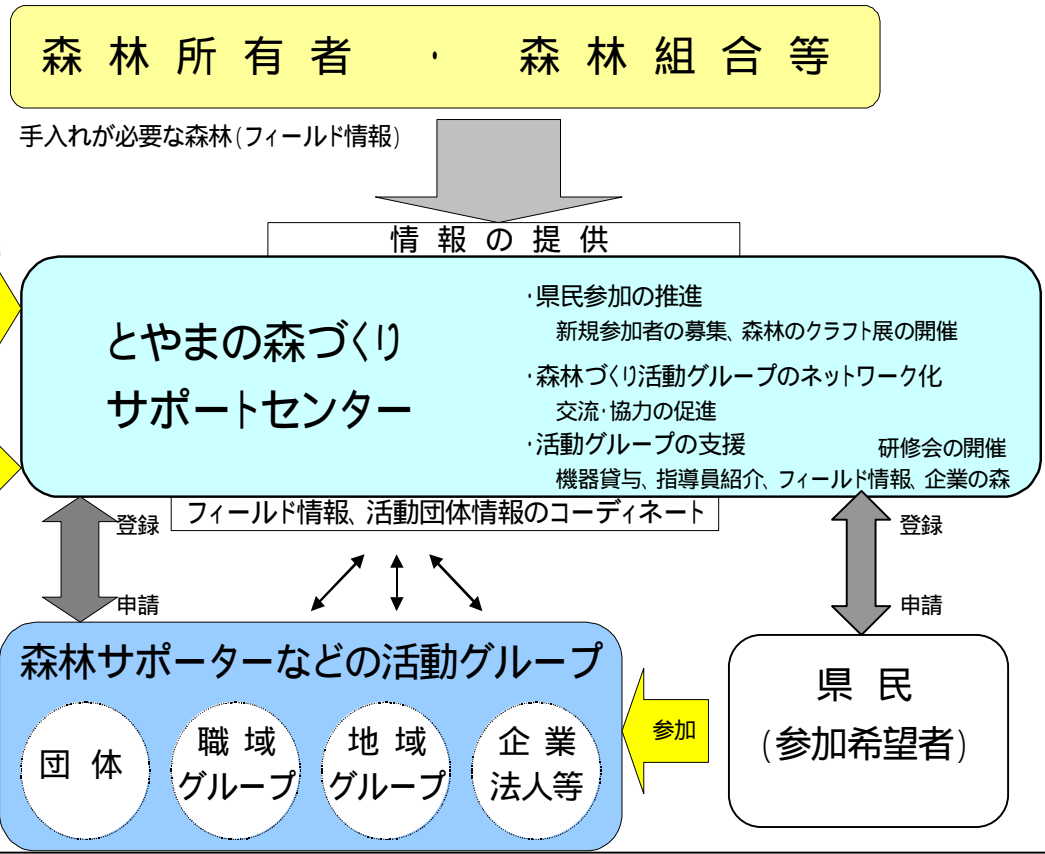 森林所有者 ・ 森林組合等
手入れが必要な森林(フィールド情報)
情報の提供
とやまの森づくり
サポートセンター
・県民参加の推進
新規参加者の募集、森林のクラフト展の開催
・森林づくり活動グループのネットワーク化
交流・協力の促進
・活動グループの支援 研修会の開催
機器貸与、指導員紹介、フィールド情報、企業の森
フィールド情報、活動団体情報のコーディネート
登録
申請
登録
申請
森林サポーターなどの活動グループ
団体
職域
グループ
地域
グループ
企業
法人等
参加
県民
(参加希望者)